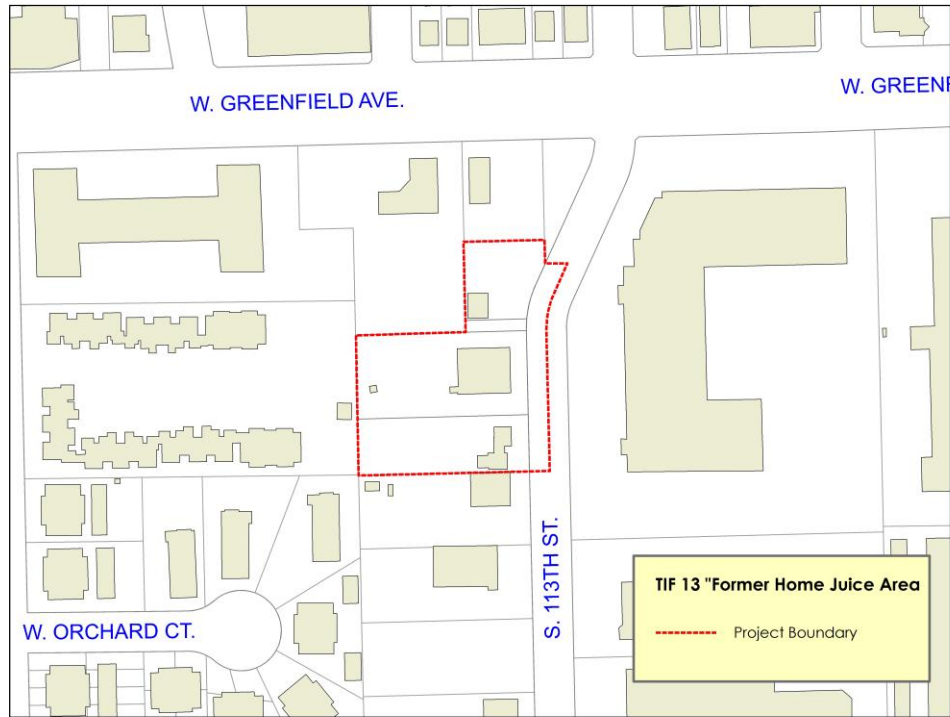 W. GREENFIELD AVE.
W. GREENF
S. 113TH ST.
TIF 13 "Former Home Juice Area
Project Boundary
W. ORCHARD CT.